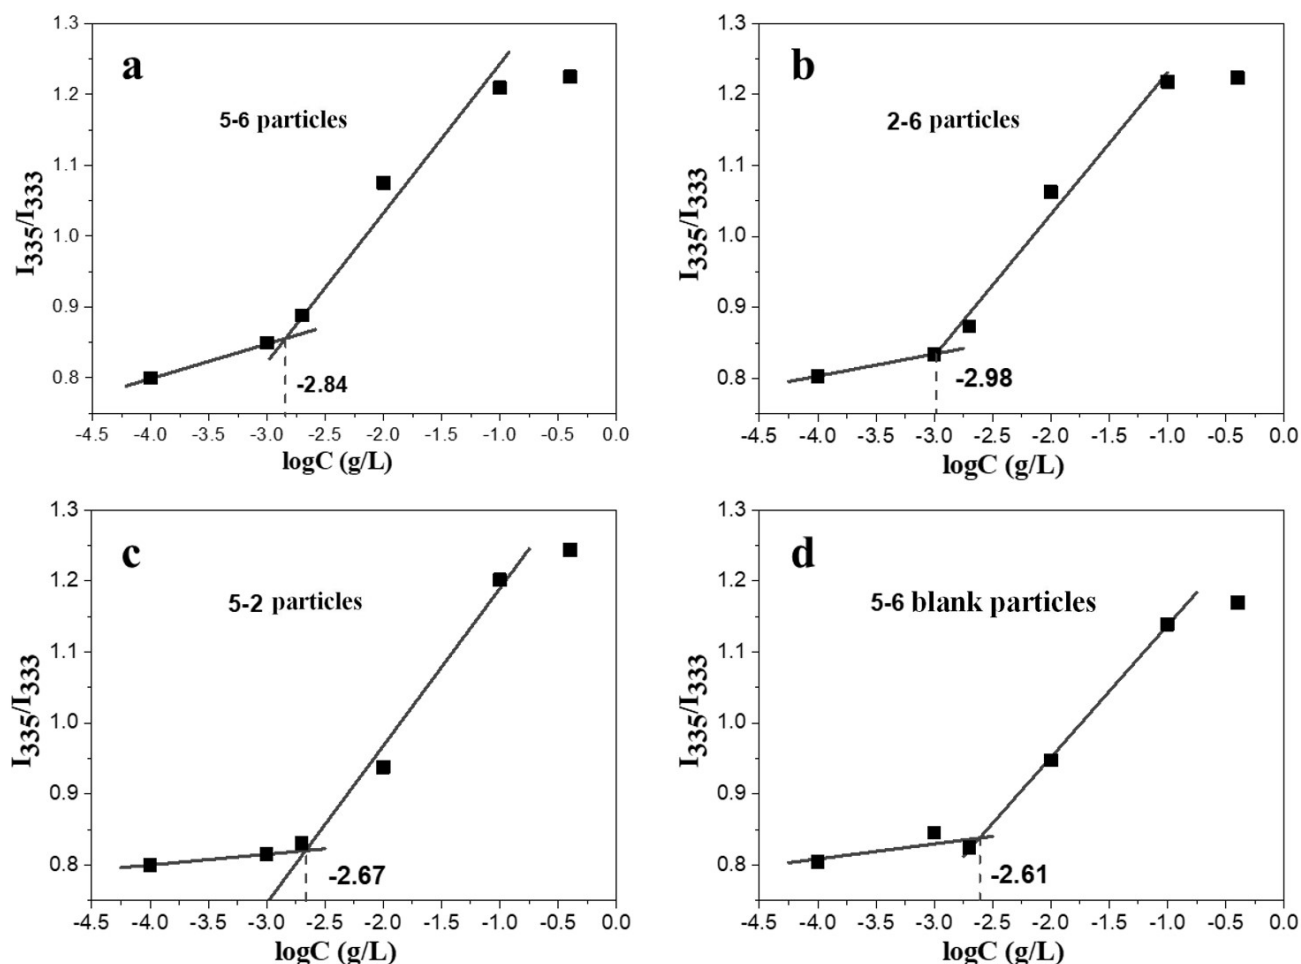 a
5-6 particles
1.3
1.2
1.1
1.0
0.9
0.8
I335/I333
-2.84
-4.5 -4.0 -3.5 -3.0 -2.5 -2.0 -1.5 -1.0 -0.5 0.0
logC (g/L)
b
2-6 particles
1.3
1.2
1.1
1.0
0.9
0.8
I335/I333
-2.98
-4.5 -4.0 -3.5 -3.0 -2.5 -2.0 -1.5 -1.0 -0.5 0.0
logC (g/L)
c
5-2 particles
1.3
1.2
1.1
1.0
0.9
0.8
I335/I333
-2.67
-4.5 -4.0 -3.5 -3.0 -2.5 -2.0 -1.5 -1.0 -0.5 0.0
logC (g/L)
d
5-6 blank particles
1.3
1.2
1.1
1.0
0.9
0.8
I335/I333
-2.61
-4.5 -4.0 -3.5 -3.0 -2.5 -2.0 -1.5 -1.0 -0.5 0.0
logC (g/L)